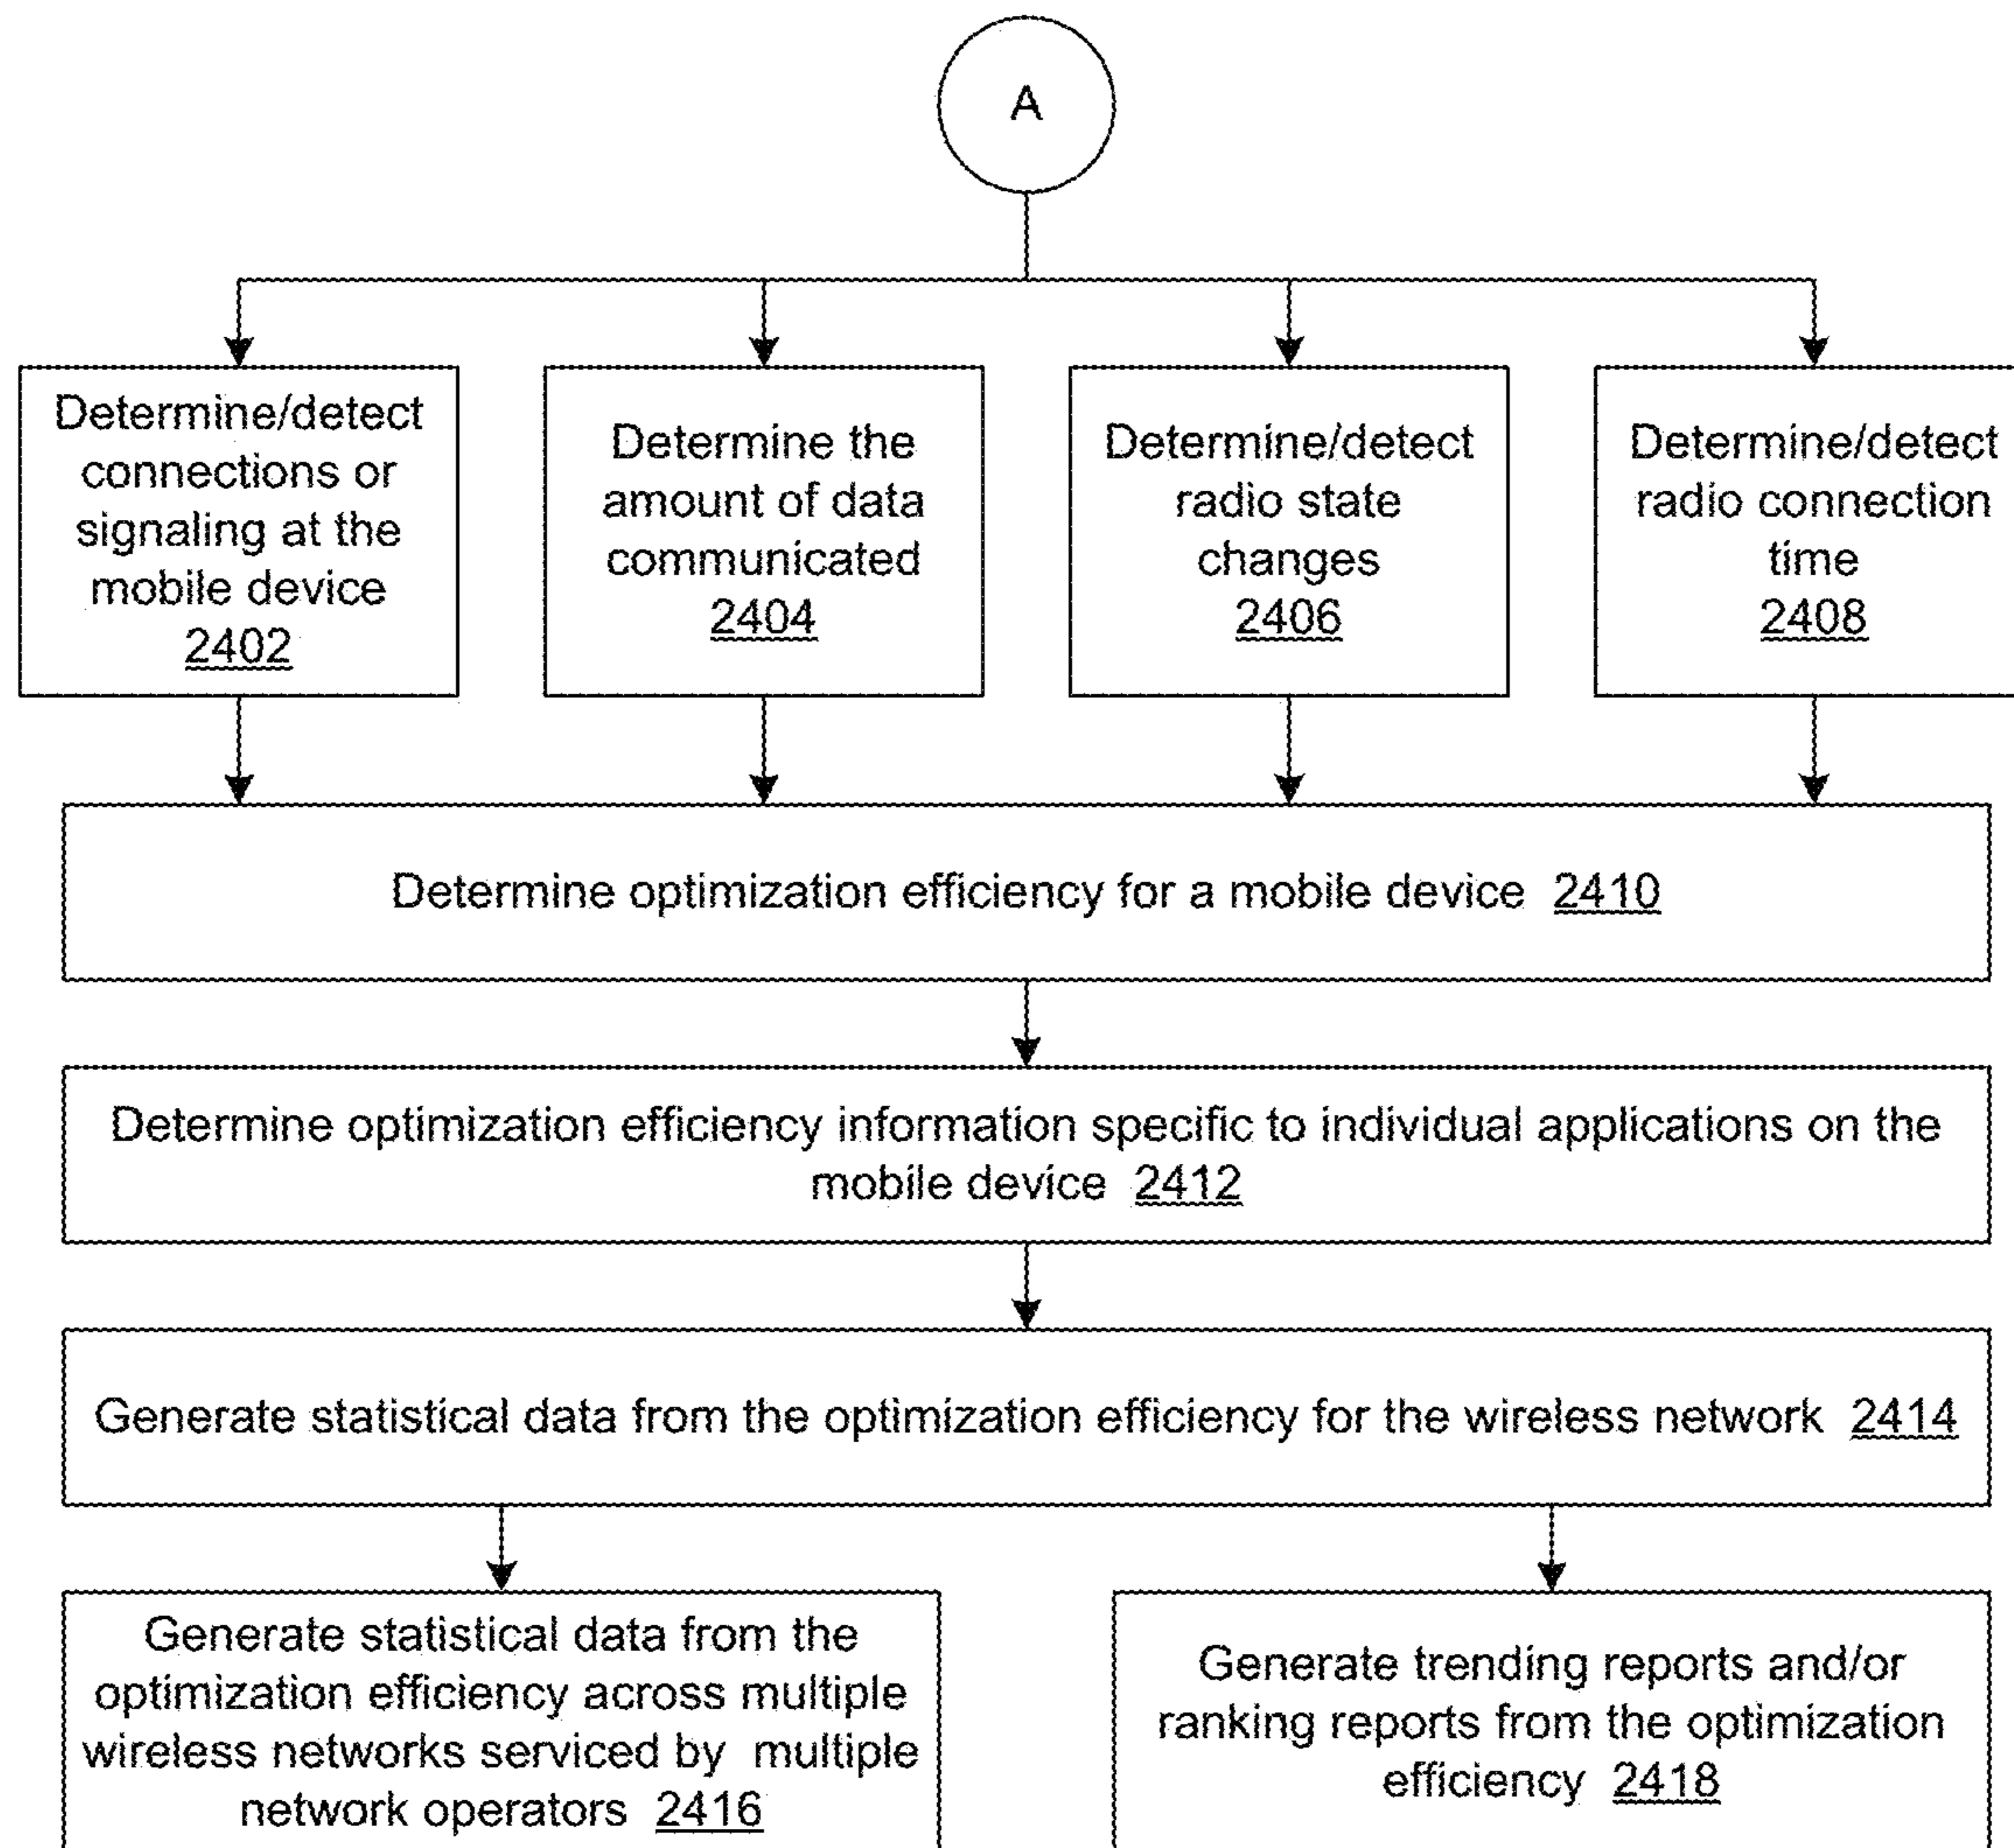 A
Determine/detect
connections or
signaling at the
mobile device
2402
Determine the
amount of data
communicated
2404
Determine/detect
radio state
changes
2406
Determine/detect
radio connection
time
2408
Determine optimization efficiency for a mobile device 2410
Determine optimization efficiency information specific to individual applications on the
mobile device 2412
Generate statistical data from the optimization efficiency for the wireless network 2414
Generate statistical data from the
optimization efficiency across multiple
wireless networks serviced by multiple
network operators 2416
Generate trending reports and/or
ranking reports from the optimization
efficiency 2418